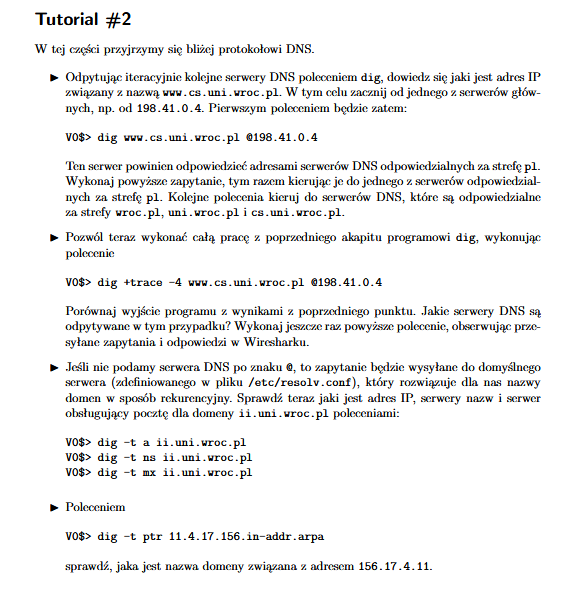 Tutorial #2
W tej części przyjrzymy się bliżej protokołowi DNS.
► Odpytując iteracyjnie kolejne serwery DNS poleceniem dig, dowiedz się jaki jest adres IP
związany z nazwą www.cs.uni.wroc.pl. W tym celu zacznij od jednego z serwerów głów-
nych, np. od 198.41.0.4. Pierwszym poleceniem będzie zatem:
V0$> dig www.cs.uni.wroc.pl @198.41.0.4
Ten serwer powinien odpowiedzieć adresami serwerów DNS odpowiedzialnych za strefę pl.
Wykonaj powyższe zapytanie, tym razem kierując je do jednego z serwerów odpowiedzial-
nych za strefę pl. Kolejne polecenia kieruj do serwerów DNS, które są odpowiedzialne
za strefy wroc.pl, uni.wroc.pl i cs.uni.wroc.pl.
► Pozwól teraz wykonać całą pracę z poprzedniego akapitu programowi dig, wykonując
polecenie
V0$> dig +trace -4 www.cs.uni.wroc.pl @198.41.0.4
Porównaj wyjście programu z wynikami z poprzedniego punktu. Jakie serwery DNS są
odpytywane w tym przypadku? Wykonaj jeszcze raz powyższe polecenie, obserwując prze-
syłane zapytania i odpowiedzi w Wiresharku.
► Jeśli nie podamy serwera DNS po znaku @, to zapytanie będzie wysyłane do domyślnego
serwera (zdefiniowanego w pliku /etc/resolv.conf), który rozwiązuje dla nas nazwy
domen w sposób rekurencyjny. Sprawdź teraz jaki jest adres IP, serwery nazw i serwer
obsługujący pocztę dla domeny ii.uni.wroc.pl poleceniami:
V0$> dig -t a ii.uni.wroc.pl
V0$> dig -t ns ii.uni.wroc.pl
V0$> dig -t mx ii.uni.wroc.pl
► Poleceniem
V0$> dig -t ptr 11.4.17.156.in-addr.arpa
sprawdź, jaka jest nazwa domeny związana z adresem 156.17.4.11.